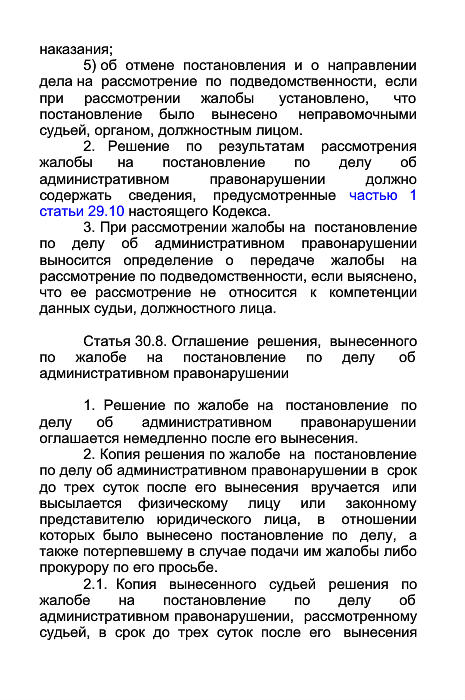 наказания;
5) об отмене постановления и о направлении
дела на рассмотрение по подведомственности, если
при рассмотрении жалобы установлено, что
постановление было вынесено неправомочными
судьей, органом, должностным лицом.
2. Решение по результатам рассмотрения
жалобы на постановление по делу об
административном правонарушении должно
содержать сведения, предусмотренные частью 1
статьи 29.10 настоящего Кодекса.
3. При рассмотрении жалобы на постановление
по делу об административном правонарушении
выносится определение о передаче жалобы на
рассмотрение по подведомственности, если выяснено,
что ее рассмотрение не относится к компетенции
данных судьи, должностного лица.
Статья 30.8. Оглашение решения, вынесенного
по жалобе на постановление по делу об
административном правонарушении
1. Решение по жалобе на постановление по
делу об административном правонарушении
оглашается немедленно после его вынесения.
2. Копия решения по жалобе на постановление
по делу об административном правонарушении в срок
до трех суток после его вынесения вручается или
высылается физическому лицу или законному
представителю юридического лица, в отношении
которых было вынесено постановление по делу, а
также потерпевшему в случае подачи им жалобы либо
прокурору по его просьбе.
2.1. Копия вынесенного судьей решения по
жалобе на постановление по делу об
административном правонарушении, рассмотренному
судьей, в срок до трех суток после его вынесения